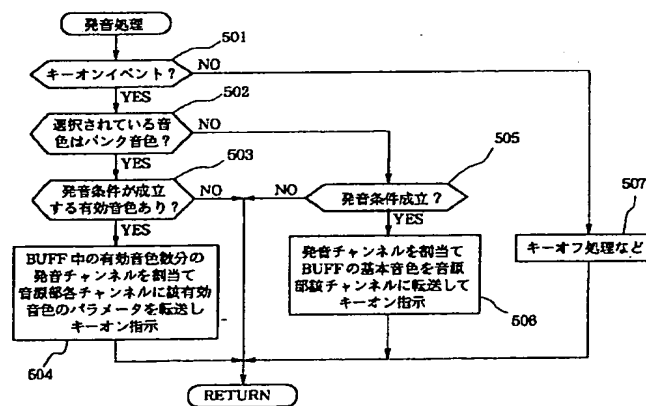 発音処理
501
キーオンイベント？
NO
YES
502
選択されている音
色はバンク音色？
NO
YES
503
505
発音条件が成立
する有効音色あり？
NO
NO
発音条件成立？
507
YES
YES
BUFF中の有効音色数分の
発音チャンネルを割当て
音源部各チャンネルに該有効
音色のパラメータを転送し
キーオン指示
発音チャンネルを割当て
BUFFの基本音色を音源
部該チャンネルに転送して
キーオン指示
キーオフ処理など
504
506
RETURN